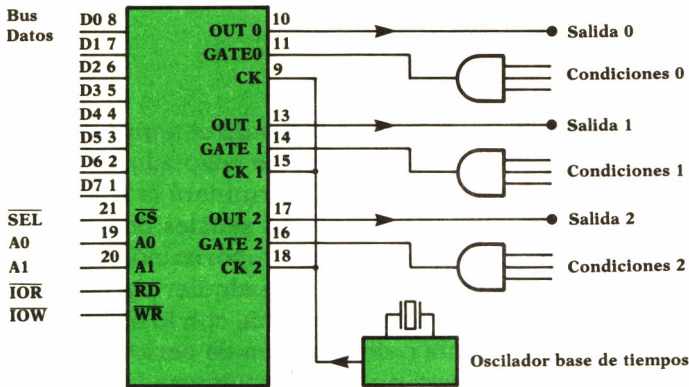 Bus
Datos
D0 8
D1 7
D2 6
D3 5
D4 4
D5 3
D6 2
D7 1
SEL 21 CS
A0 19 A0
A1 20 A1
IOR RD
IOW WR
OUT 0 10 Salida 0
GATE0 11 Condiciones 0
CK 9
OUT 1 13 Salida 1
GATE 1 14 Condiciones 1
CK 1 15
OUT 2 17 Salida 2
GATE 2 16 Condiciones 2
CK 2 18
Oscilador base de tiempos